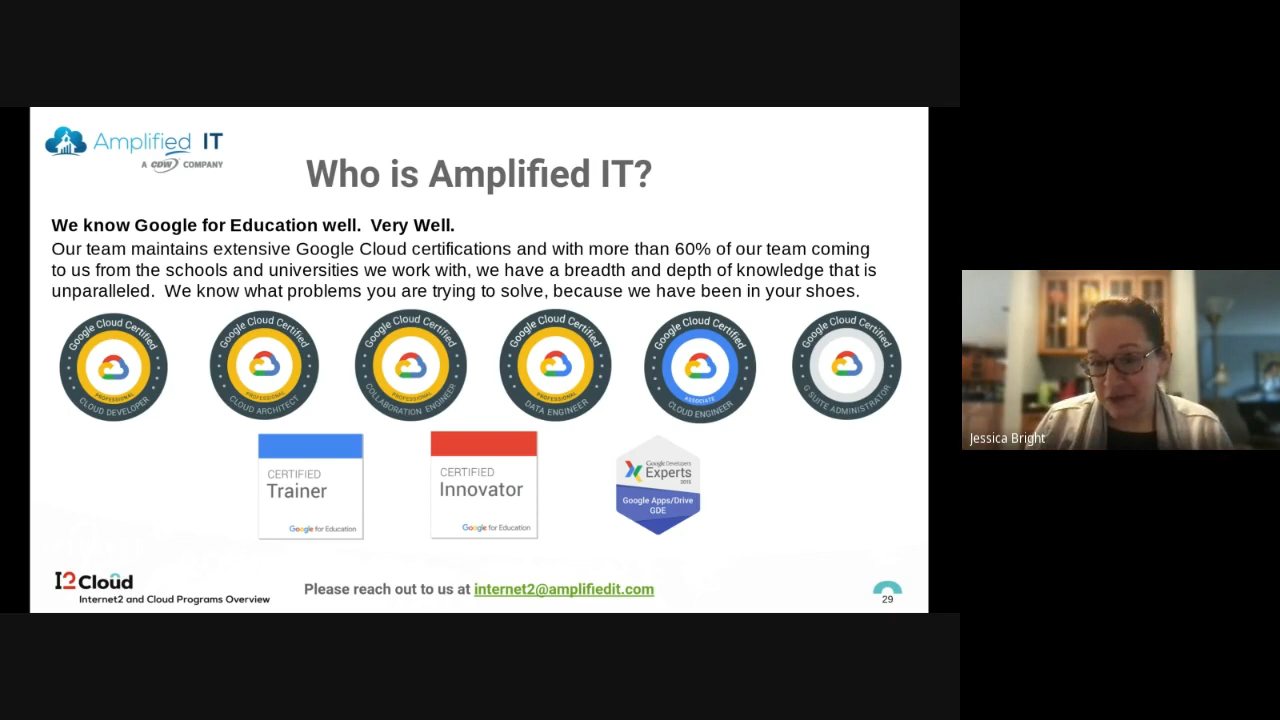 Amplified IT
A CDW COMPANY
Who is Amplified IT?
We know Google for Education well.  Very Well.
Our team maintains extensive Google Cloud certifications and with more than 60% of our team coming
to us from the schools and universities we work with, we have a breadth and depth of knowledge that is
unparalleled.  We know what problems you are trying to solve, because we have been in your shoes.
Google Cloud Certified
PROFESSIONAL
CLOUD DEVELOPER
Google Cloud Certified
PROFESSIONAL
CLOUD ARCHITECT
Google Cloud Certified
PROFESSIONAL
COLLABORATION ENGINEER
Google Cloud Certified
PROFESSIONAL
DATA ENGINEER
Google Cloud Certified
ASSOCIATE
CLOUD ENGINEER
Google Cloud Certified
G SUITE ADMINISTRATOR
CERTIFIED
Trainer
Google for Education
CERTIFIED
Innovator
Google for Education
Google Developers
Experts
Google Apps/Drive
GDE
Jessica Bright
I2 Cloud
Internet2 and Cloud Programs Overview
Please reach out to us at internet2@amplifiedit.com
29